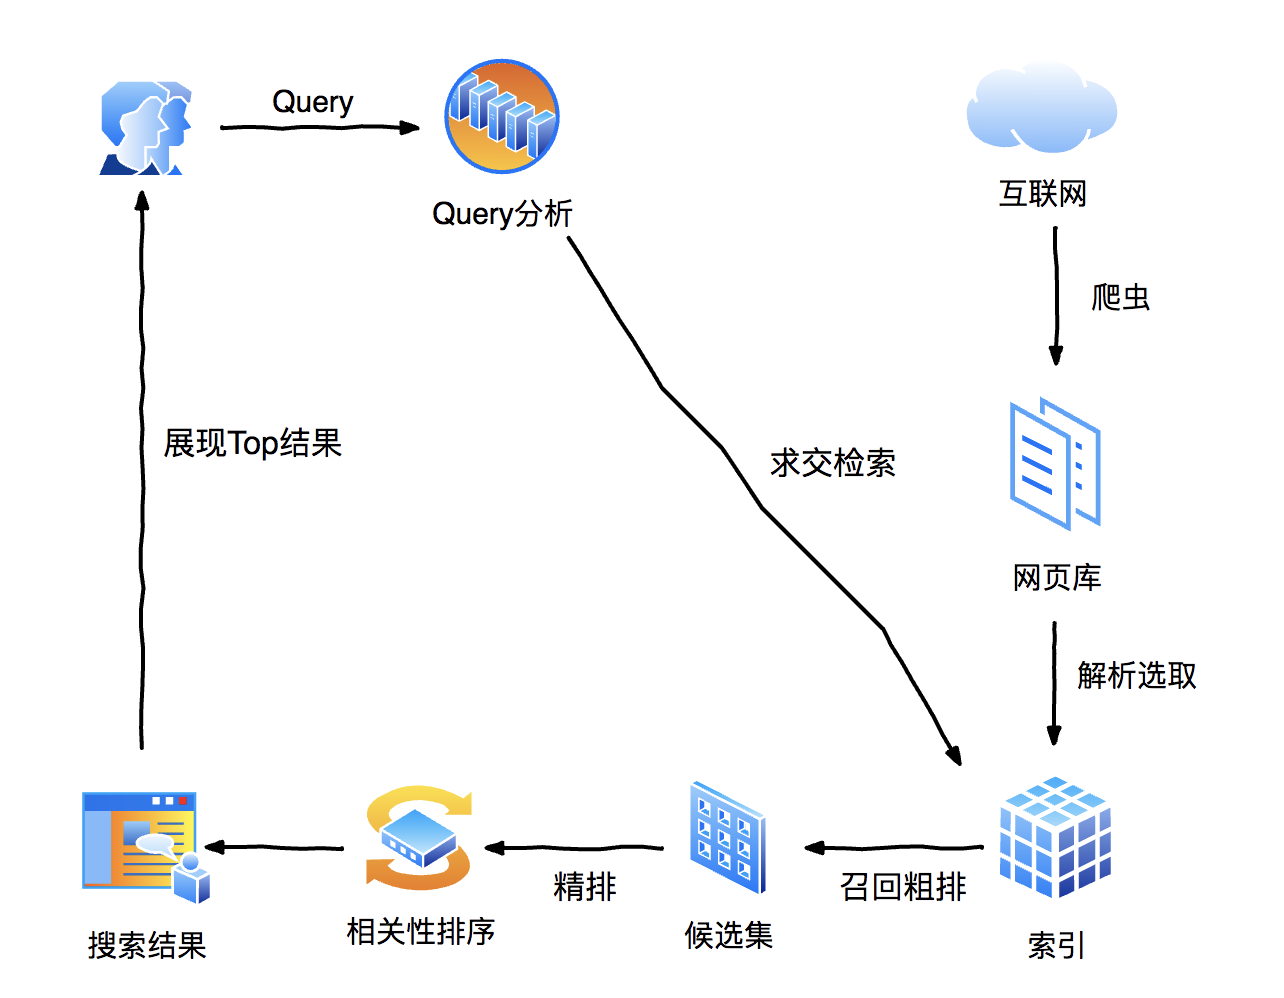 Query
Query分析
互联网
爬虫
展现Top结果
求交检索
网页库
解析选取
精排
召回粗排
搜索结果
相关性排序
候选集
索引